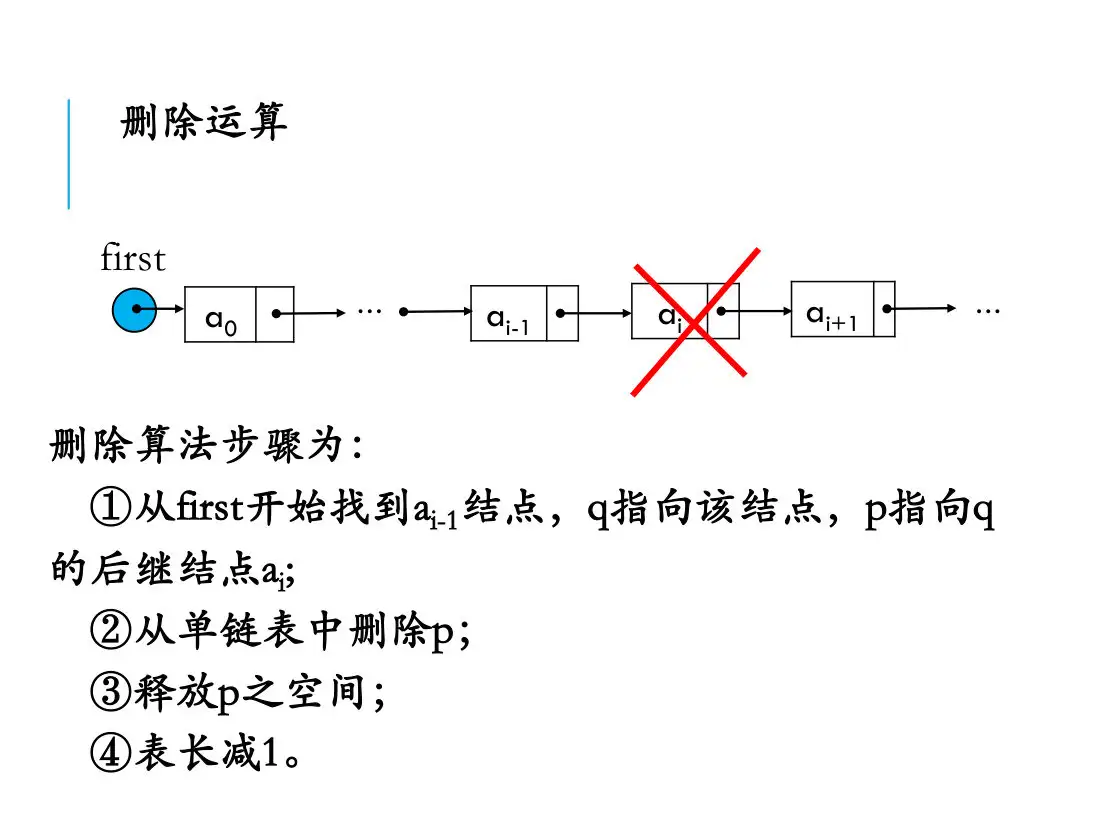 删除运算
first
a0 … ai-1 ai ai+1 …
删除算法步骤为：
①从first开始找到ai-1结点，q指向该结点，p指向q
的后继结点ai;
②从单链表中删除p；
③释放p之空间；
④表长减1。